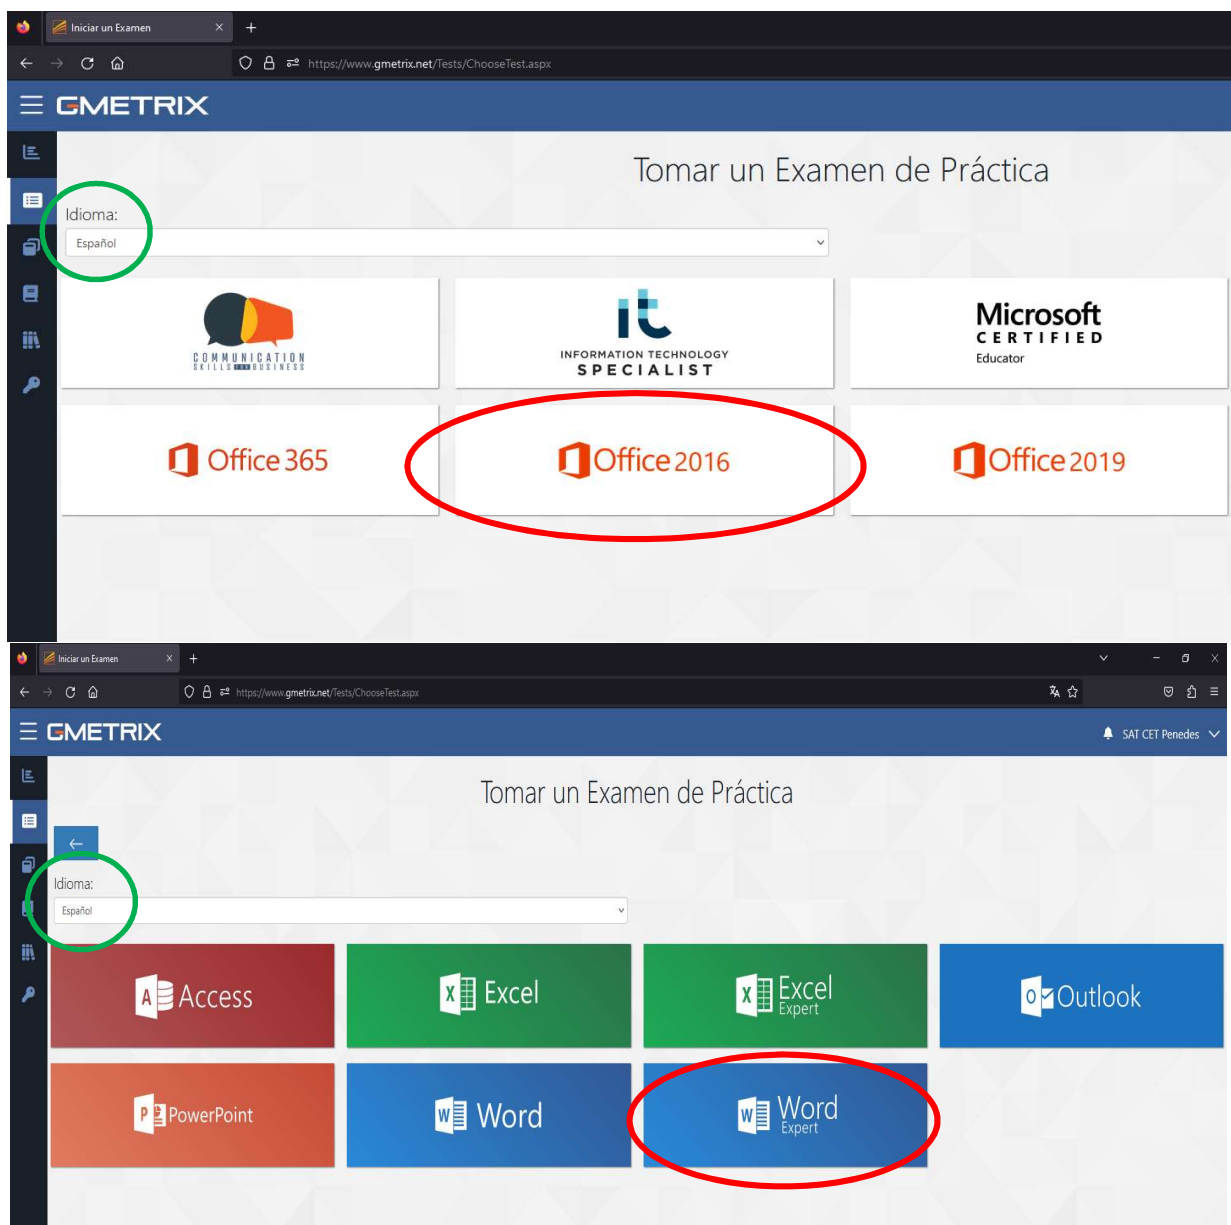 Iniciar un Examen
https://www.gmetrix.net/Tests/ChooseTest.aspx
GMETRIX
Tomar un Examen de Práctica
Idioma:
Español
COMMUNICATION
SKILLS FOR BUSINESS
it
INFORMATION TECHNOLOGY
SPECIALIST
Microsoft
CERTIFIED
Educator
Office 365
Office 2016
Office 2019
Iniciar un Examen
https://www.gmetrix.net/Tests/ChooseTest.aspx
GMETRIX
SAT CET Penedes
Tomar un Examen de Práctica
Idioma:
Español
A Access
X Excel
X Excel
Expert
O Outlook
P PowerPoint
W Word
W Word
Expert